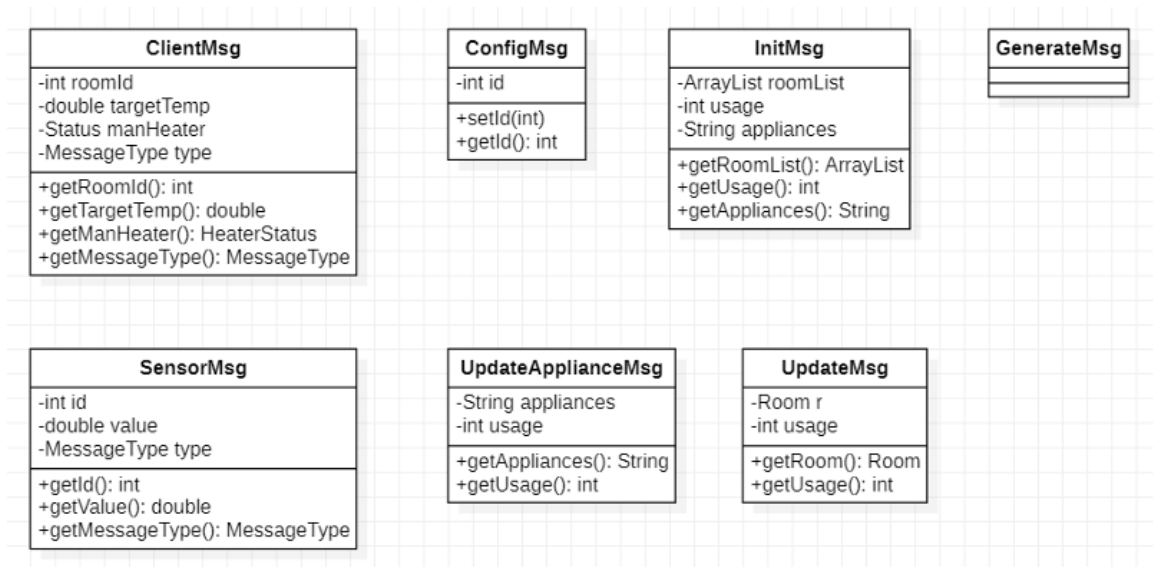 ClientMsg
-int roomId
-double targetTemp
-Status manHeater
-MessageType type
+getRoomId(): int
+getTargetTemp(): double
+getManHeater(): HeaterStatus
+getMessageType(): MessageType
ConfigMsg
-int id
+setId(int)
+getId(): int
InitMsg
-ArrayList roomList
-int usage
-String appliances
+getRoomList(): ArrayList
+getUsage(): int
+getAppliances(): String
GenerateMsg
SensorMsg
-int id
-double value
-MessageType type
+getId(): int
+getValue(): double
+getMessageType(): MessageType
UpdateApplianceMsg
-String appliances
-int usage
+getAppliances(): String
+getUsage(): int
UpdateMsg
-Room r
-int usage
+getRoom(): Room
+getUsage(): int